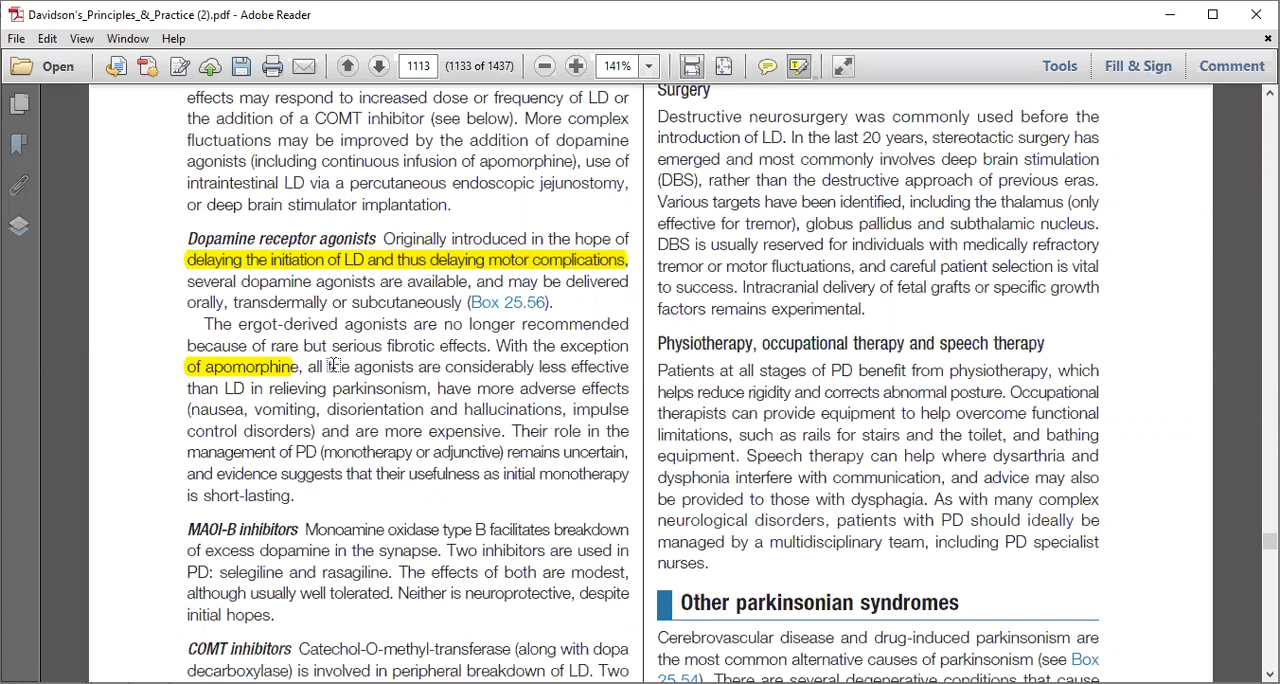 Davidson's_Principles_&_Practice (2).pdf - Adobe Reader
File Edit View Window Help
Open 1113 (1133 of 1437) 141% Tools Fill & Sign Comment
effects may respond to increased dose or frequency of LD or
the addition of a COMT inhibitor (see below). More complex
fluctuations may be improved by the addition of dopamine
agonists (including continuous infusion of apomorphine), use of
intraintestinal LD via a percutaneous endoscopic jejunostomy,
or deep brain stimulator implantation.
Dopamine receptor agonists Originally introduced in the hope of
delaying the initiation of LD and thus delaying motor complications,
several dopamine agonists are available, and may be delivered
orally, transdermally or subcutaneously (Box 25.56).
The ergot-derived agonists are no longer recommended
because of rare but serious fibrotic effects. With the exception
of apomorphine, all the agonists are considerably less effective
than LD in relieving parkinsonism, have more adverse effects
(nausea, vomiting, disorientation and hallucinations, impulse
control disorders) and are more expensive. Their role in the
management of PD (monotherapy or adjunctive) remains uncertain,
and evidence suggests that their usefulness as initial monotherapy
is short-lasting.
MAOI-B inhibitors Monoamine oxidase type B facilitates breakdown
of excess dopamine in the synapse. Two inhibitors are used in
PD: selegiline and rasagiline. The effects of both are modest,
although usually well tolerated. Neither is neuroprotective, despite
initial hopes.
COMT inhibitors Catechol-O-methyl-transferase (along with dopa
decarboxylase) is involved in peripheral breakdown of LD. Two
Surgery
Destructive neurosurgery was commonly used before the
introduction of LD. In the last 20 years, stereotactic surgery has
emerged and most commonly involves deep brain stimulation
(DBS), rather than the destructive approach of previous eras.
Various targets have been identified, including the thalamus (only
effective for tremor), globus pallidus and subthalamic nucleus.
DBS is usually reserved for individuals with medically refractory
tremor or motor fluctuations, and careful patient selection is vital
to success. Intracranial delivery of fetal grafts or specific growth
factors remains experimental.
Physiotherapy, occupational therapy and speech therapy
Patients at all stages of PD benefit from physiotherapy, which
helps reduce rigidity and corrects abnormal posture. Occupational
therapists can provide equipment to help overcome functional
limitations, such as rails for stairs and the toilet, and bathing
equipment. Speech therapy can help where dysarthria and
dysphonia interfere with communication, and advice may also
be provided to those with dysphagia. As with many complex
neurological disorders, patients with PD should ideally be
managed by a multidisciplinary team, including PD specialist
nurses.
Other parkinsonian syndromes
Cerebrovascular disease and drug-induced parkinsonism are
the most common alternative causes of parkinsonism (see Box
25.54). There are several degenerative conditions that cause